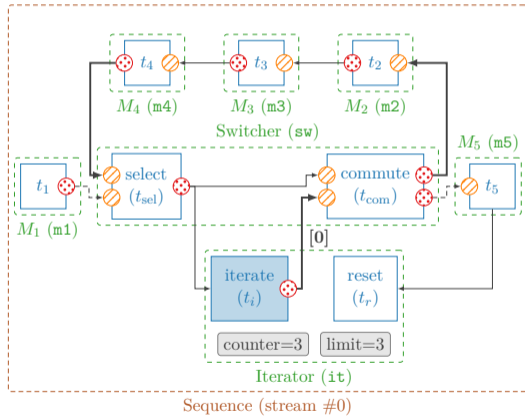 t4
t3
t2
M4 (m4)
M3 (m3)
M2 (m2)
Switcher (sw)
M5 (m5)
t1
select
(tsel)
commute
(tcom)
t5
M1 (m1)
[0]
iterate
(ti)
reset
(tr)
counter=3
limit=3
Iterator (it)
Sequence (stream #0)